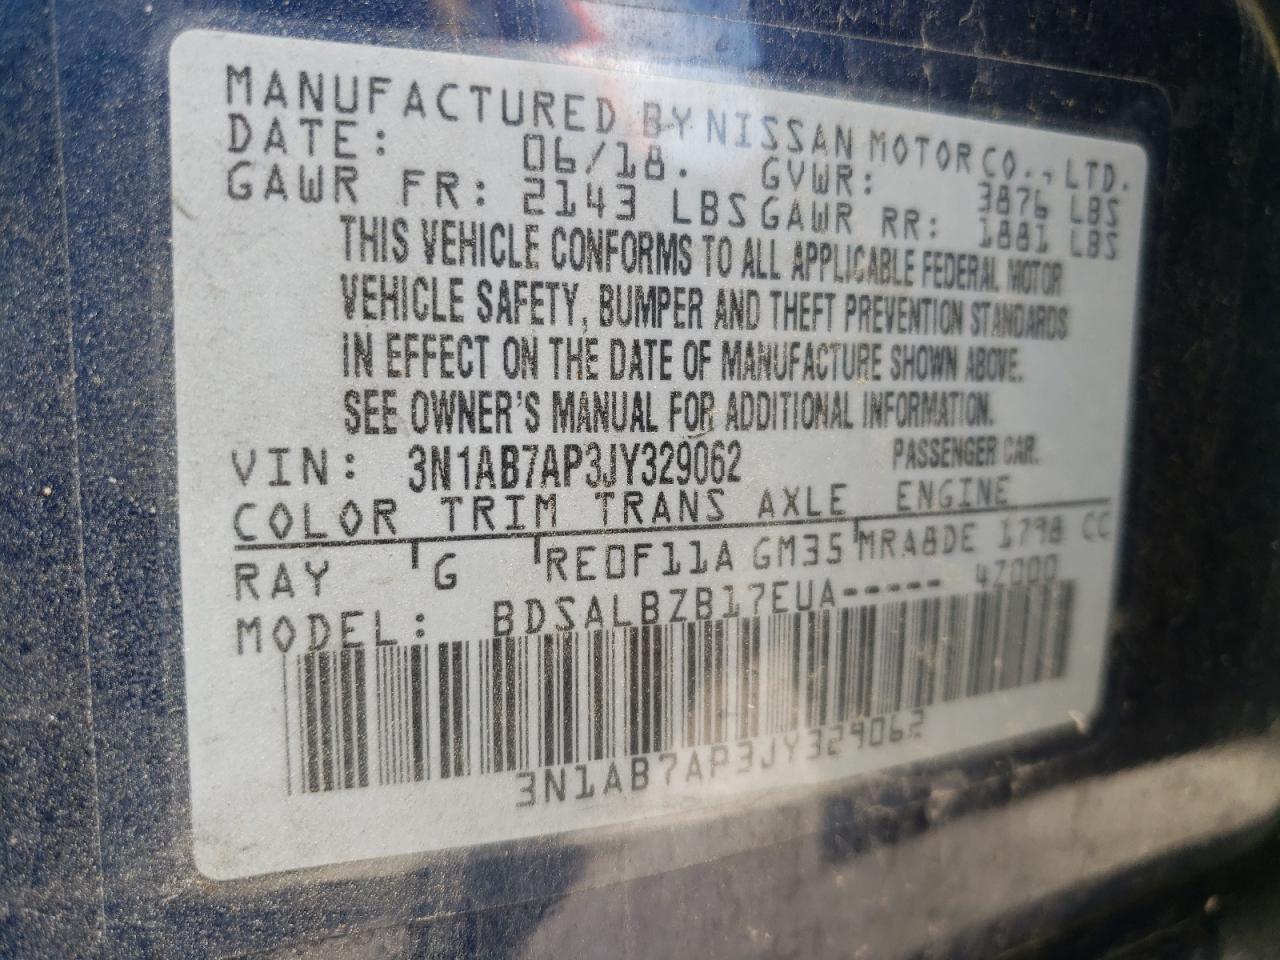 MANUFACTURED BY NISSAN MOTOR CO., LTD.
DATE: 06/18. GVWR: 3876 LBS
GAWR FR: 2143 LBS GAWR RR: 1881 LBS
THIS VEHICLE CONFORMS TO ALL APPLICABLE FEDERAL MOTOR
VEHICLE SAFETY, BUMPER AND THEFT PREVENTION STANDARDS
IN EFFECT ON THE DATE OF MANUFACTURE SHOWN ABOVE.
SEE OWNER'S MANUAL FOR ADDITIONAL INFORMATION.
VIN: 3N1AB7AP3JY329062 PASSENGER CAR.
COLOR TRIM TRANS AXLE ENGINE
RAY G RE0F11A GM35 MRA8DE 1798 CC
MODEL: BDSALBZB17EUA------ 4Z000
3N1AB7AP3JY329062